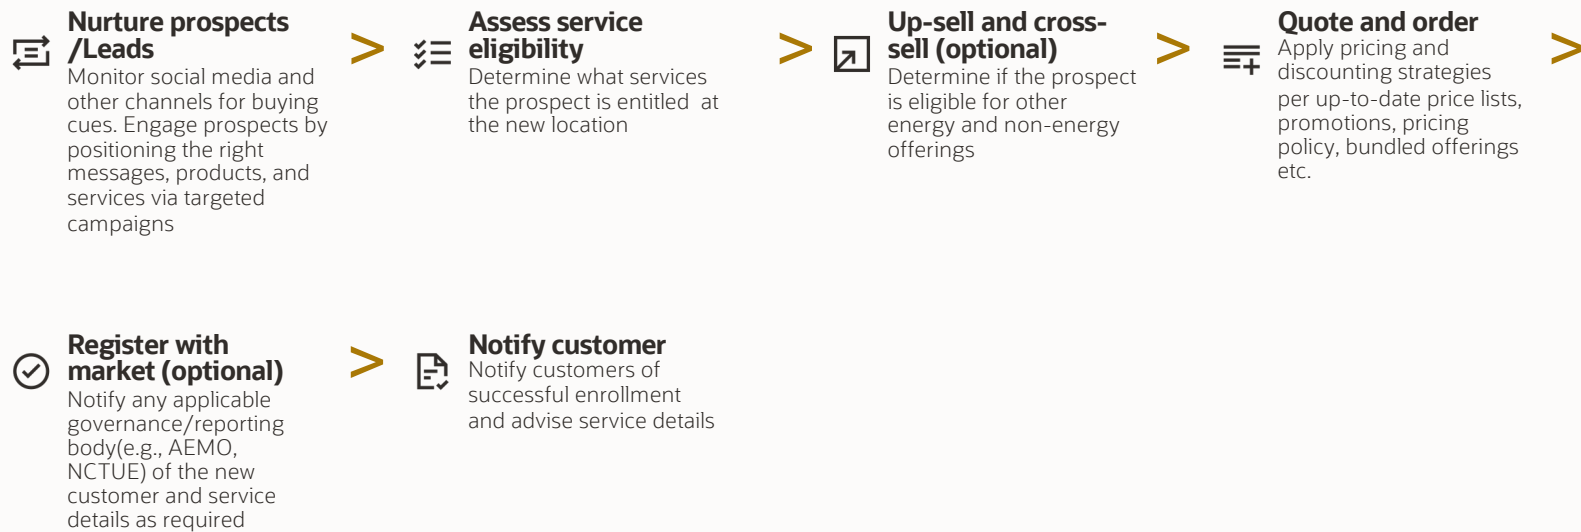 Nurture prospects
/Leads
Monitor social media and
other channels for buying
cues. Engage prospects by
positioning the right
messages, products, and
services via targeted
campaigns
>
Assess service
eligibility
Determine what services
the prospect is entitled at
the new location
>
Up-sell and cross-
sell (optional)
Determine if the prospect
is eligible for other
energy and non-energy
offerings
>
Quote and order
Apply pricing and
discounting strategies
per up-to-date price lists,
promotions, pricing
policy, bundled offerings
etc.
>
Register with
market (optional)
Notify any applicable
governance/reporting
body(e.g., AEMO,
NCTUE) of the new
customer and service
details as required
>
Notify customer
Notify customers of
successful enrollment
and advise service details